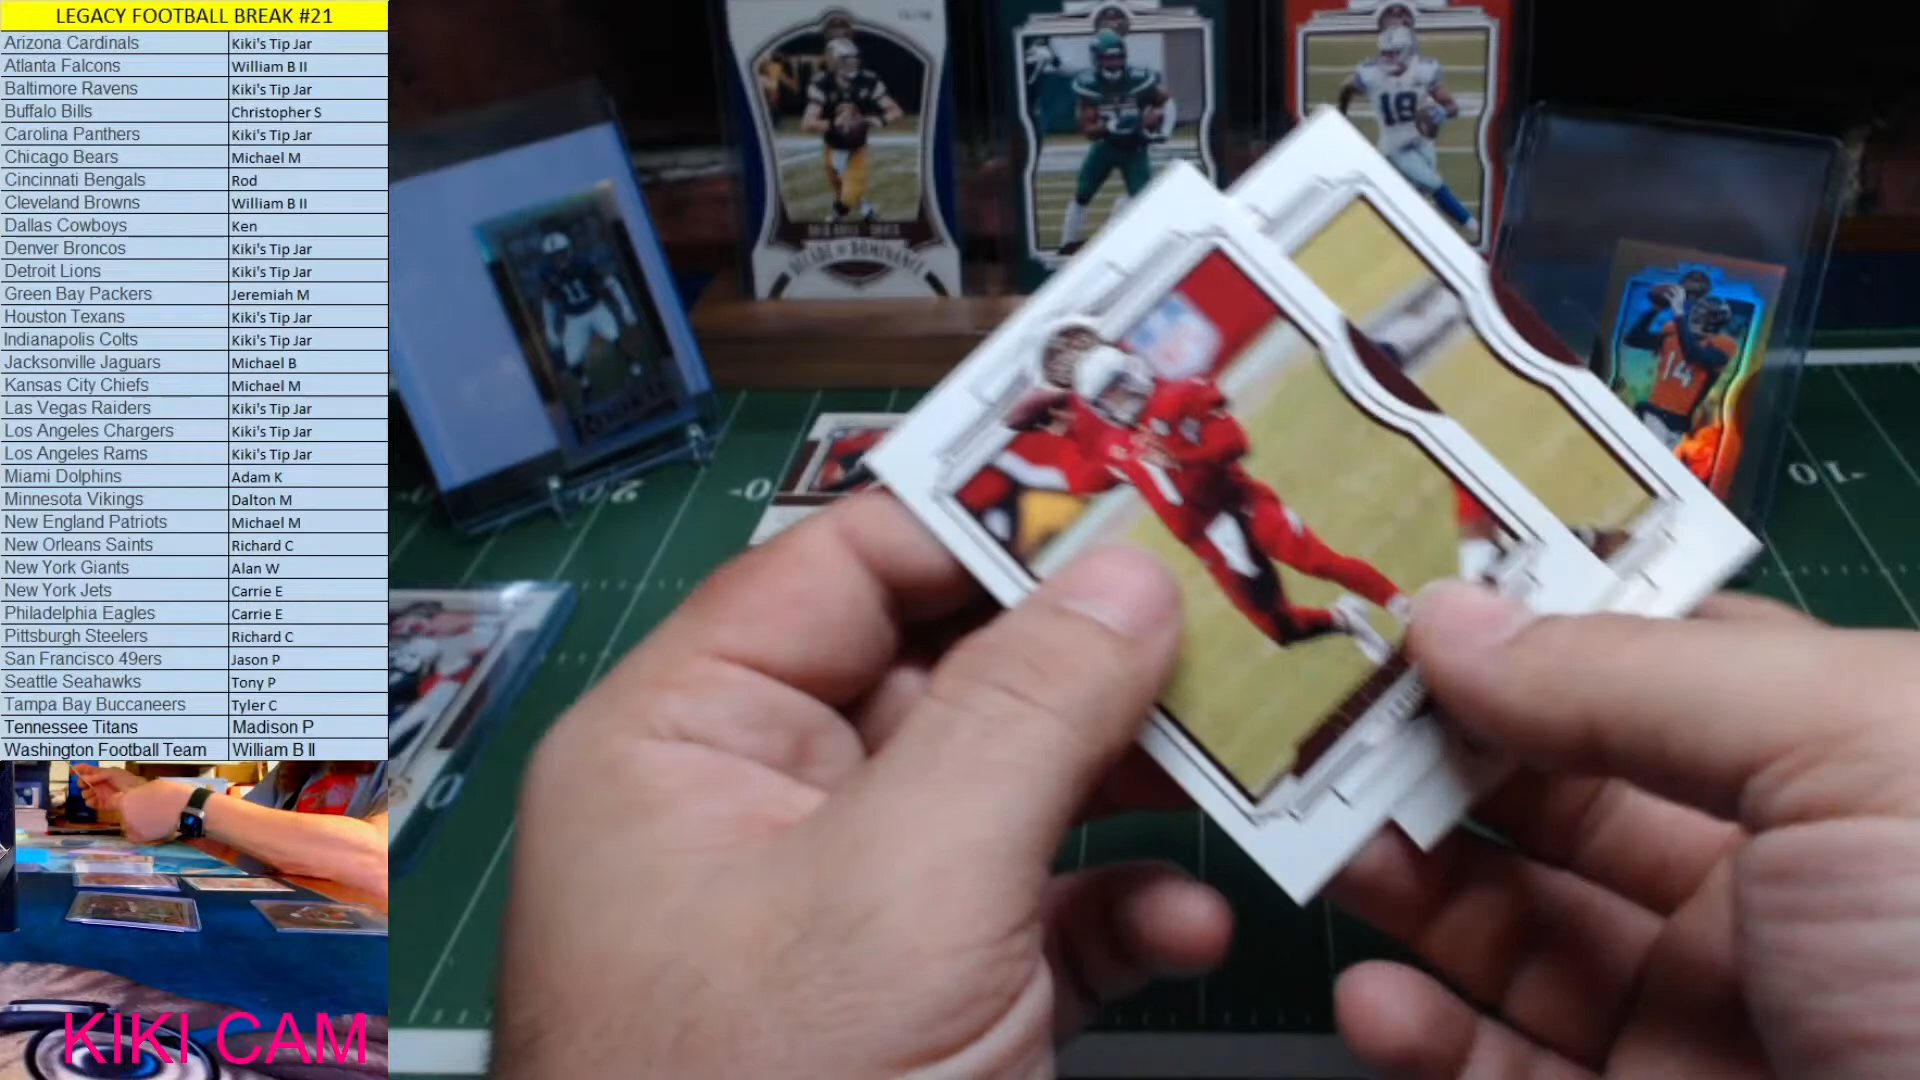 LEGACY FOOTBALL BREAK #21
Arizona Cardinals Kiki's Tip Jar
Atlanta Falcons William B II
Baltimore Ravens Kiki's Tip Jar
Buffalo Bills Christopher S
Carolina Panthers Kiki's Tip Jar
Chicago Bears Michael M
Cincinnati Bengals Rod
Cleveland Browns William B II
Dallas Cowboys Ken
Denver Broncos Kiki's Tip Jar
Detroit Lions Kiki's Tip Jar
Green Bay Packers Jeremiah M
Houston Texans Kiki's Tip Jar
Indianapolis Colts Kiki's Tip Jar
Jacksonville Jaguars Michael B
Kansas City Chiefs Michael M
Las Vegas Raiders Kiki's Tip Jar
Los Angeles Chargers Kiki's Tip Jar
Los Angeles Rams Kiki's Tip Jar
Miami Dolphins Adam K
Minnesota Vikings Dalton M
New England Patriots Michael M
New Orleans Saints Richard C
New York Giants Alan W
New York Jets Carrie E
Philadelphia Eagles Carrie E
Pittsburgh Steelers Richard C
San Francisco 49ers Jason P
Seattle Seahawks Tony P
Tampa Bay Buccaneers Tyler C
Tennessee Titans Madison P
Washington Football Team William B II
KIKI CAM
DECADE OF DOMINANCE
18
11
14
20
10